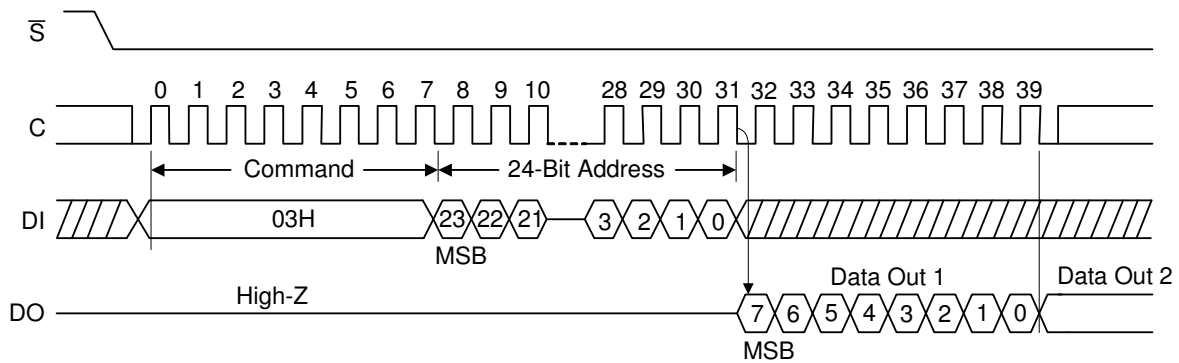 S̅
0 1 2 3 4 5 6 7 8 9 10 28 29 30 31 32 33 34 35 36 37 38 39
C
Command 24-Bit Address
DI 03H 23 22 21 3 2 1 0
MSB
Data Out 1 Data Out 2
High-Z
DO 7 6 5 4 3 2 1 0
MSB